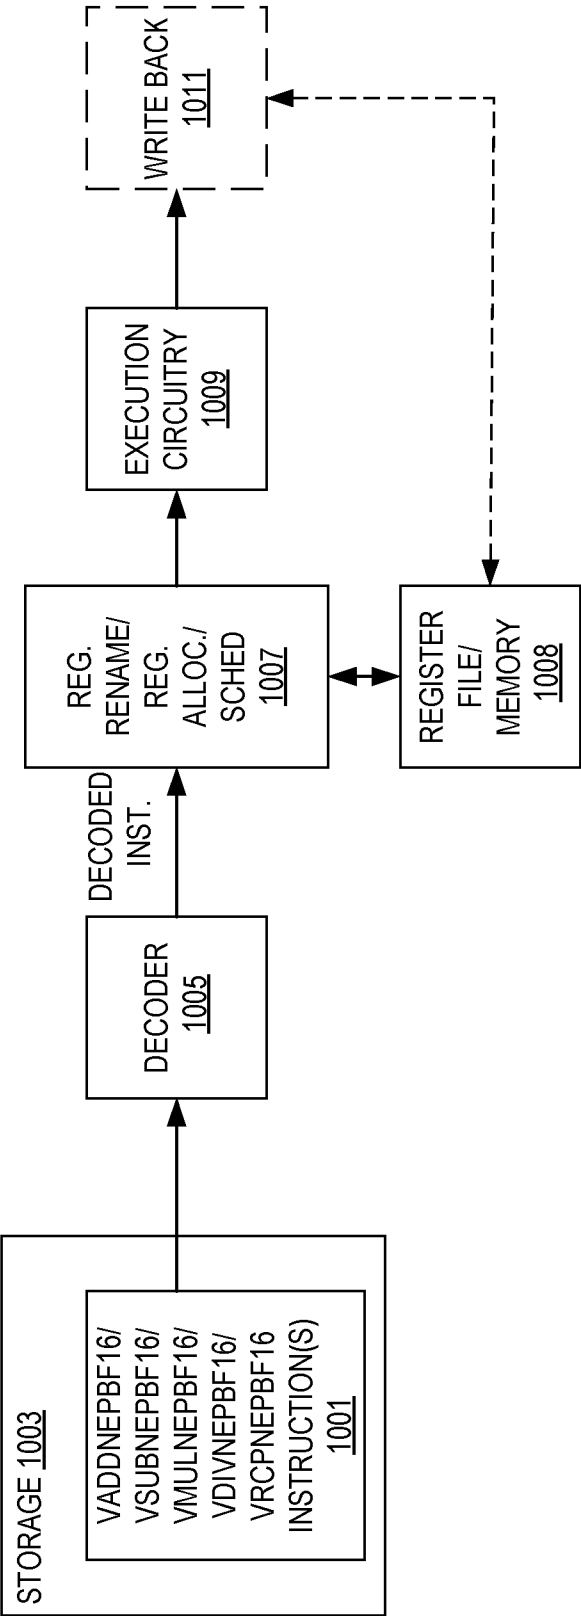 STORAGE 1003
VADDNEPBF16/
VSUBNEPBF16/
VMULNEPBF16/
VDIVNEPBF16/
VRCPNEPBF16
INSTRUCTION(S)
1001
DECODER
1005
DECODED
INST.
REG.
RENAME/
REG.
ALLOC./
SCHED
1007
REGISTER
FILE/
MEMORY
1008
EXECUTION
CIRCUITRY
1009
WRITE BACK
1011